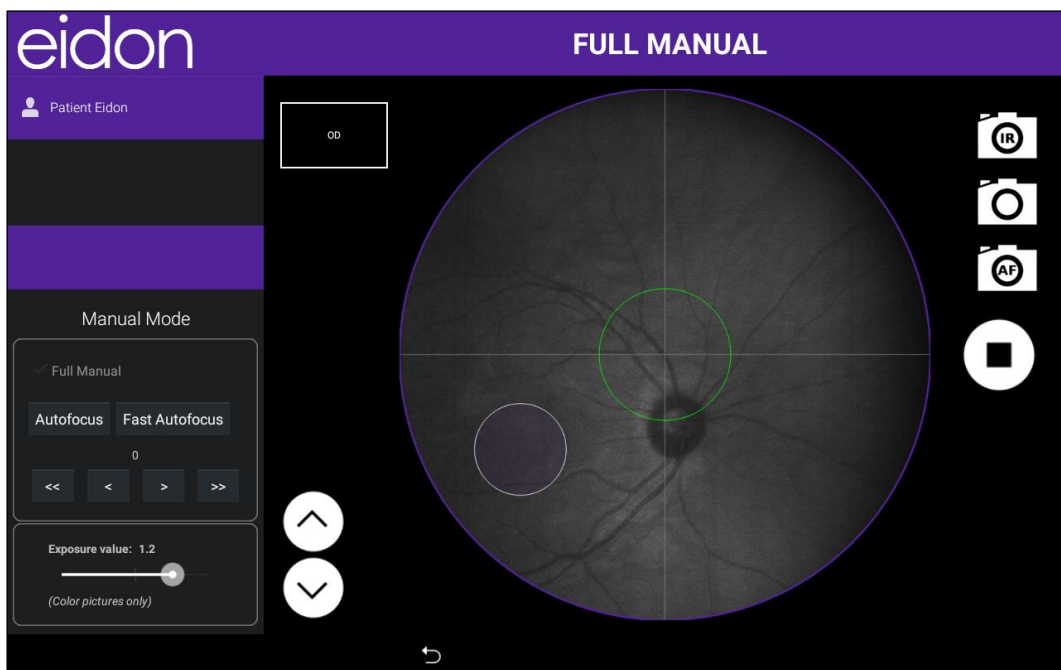 eidon
FULL MANUAL
Patient Eidon
OD
IR
AF
Manual Mode
Full Manual
Autofocus Fast Autofocus
0
<< < > >>
Exposure value: 1.2
(Color pictures only)